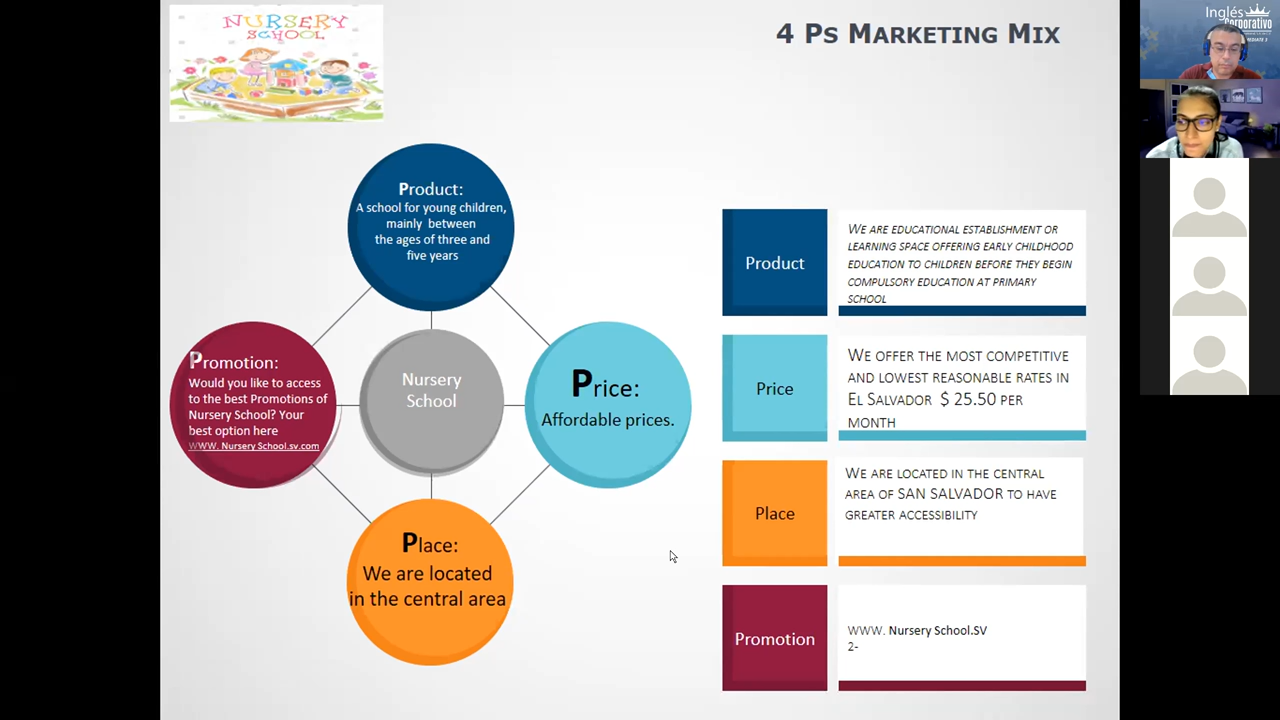 NURSERY
SCHOOL
4 Ps Marketing Mix
Product:
A school for young children,
mainly between
the ages of three and
five years
Promotion:
Would you like to access
to the best Promotions of
Nursery School? Your
best option here
WWW. Nursery School.sv.com
Nursery
School
Price:
Affordable prices.
Place:
We are located
in the central area
Product
We are educational establishment or
learning space offering early childhood
education to children before they begin
compulsory education at primary
school
Price
We offer the most competitive
and lowest reasonable rates in
El Salvador $ 25.50 per
month
Place
We are located in the central
area of SAN SALVADOR to have
greater accessibility
Promotion
WWW. Nursery School.SV
2-
Inglés
Corporativo